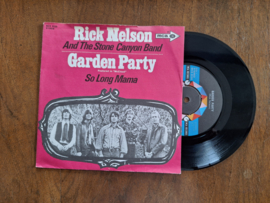 Rick Nelson
And The Stone Canyon Band
Garden Party
So Long Mama